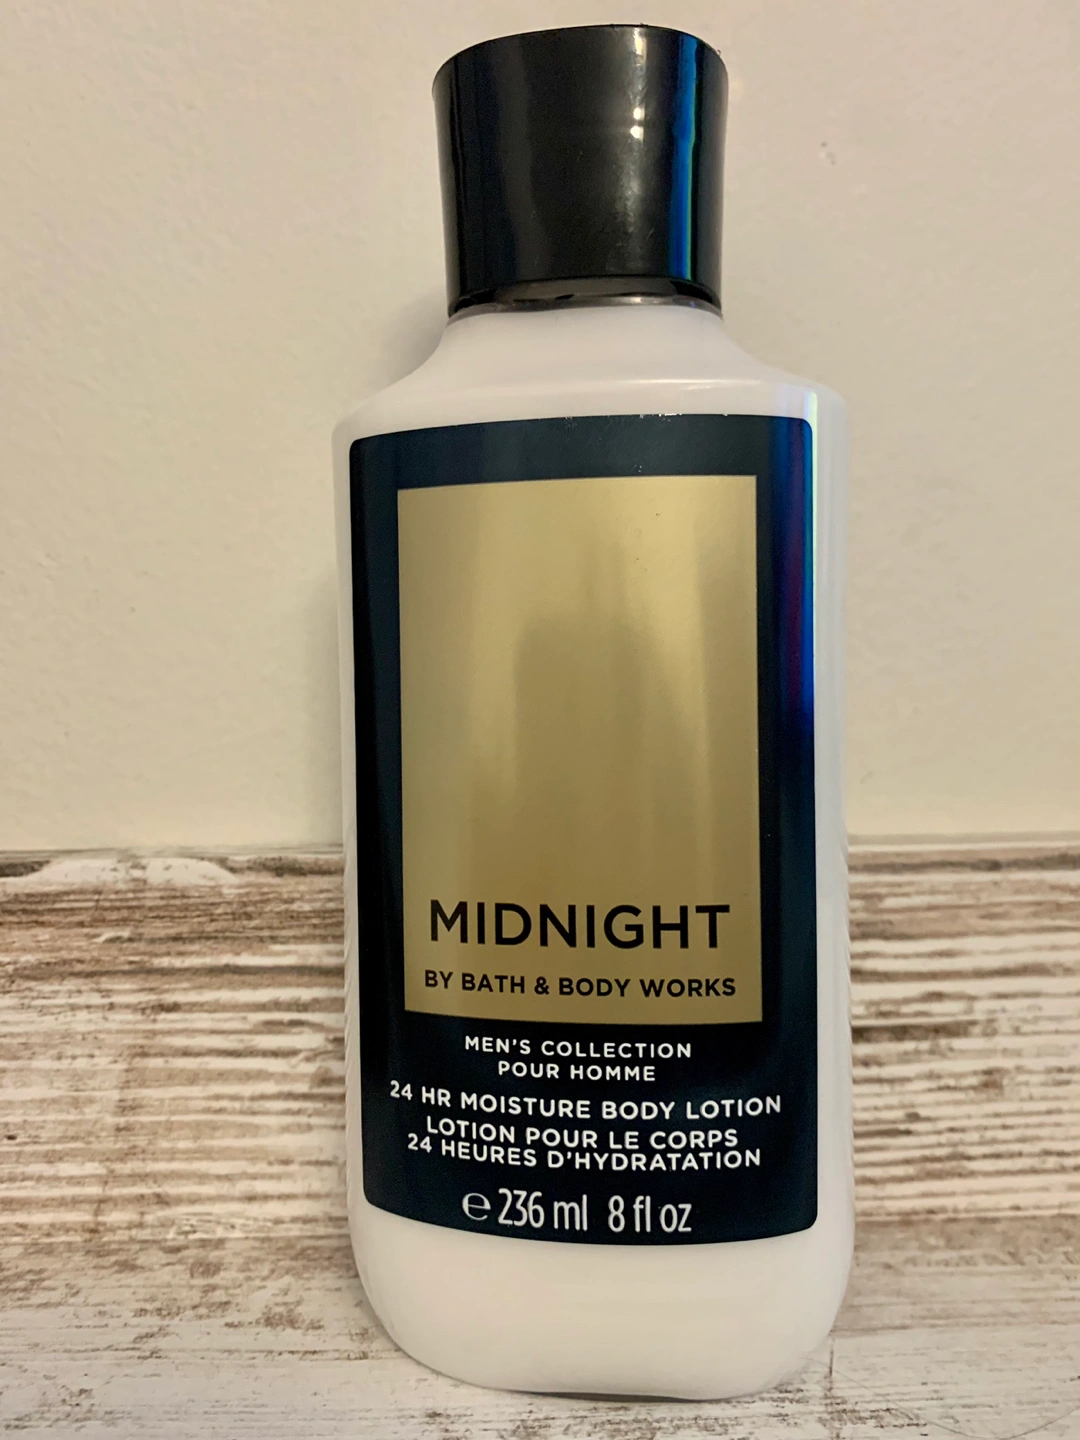 MIDNIGHT
BY BATH & BODY WORKS
MEN'S COLLECTION
POUR HOMME
24 HR MOISTURE BODY LOTION
LOTION POUR LE CORPS
24 HEURES D'HYDRATATION
℮ 236 ml 8 fl oz